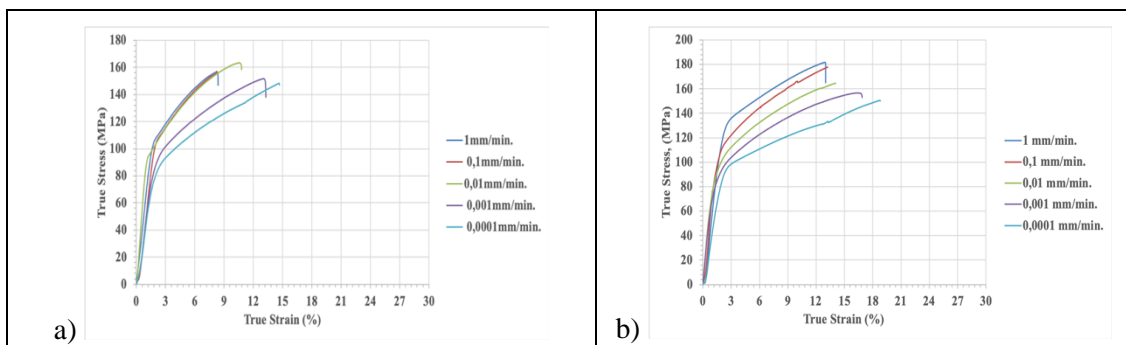 180
160
140
120
100
80
60
40
20
0
True Stress (MPa)
0 3 6 9 12 15 18 21 24 27 30
True Strain (%)
1mm/min.
0,1mm/min.
0,01mm/min.
0,001mm/min.
0,0001mm/min.
a)
200
180
160
140
120
100
80
60
40
20
0
True Stress, (MPa)
0 3 6 9 12 15 18 21 24 27 30
True Strain (%)
1 mm/min.
0,1 mm/min.
0,01 mm/min.
0,001 mm/min.
0,0001 mm/min.
b)